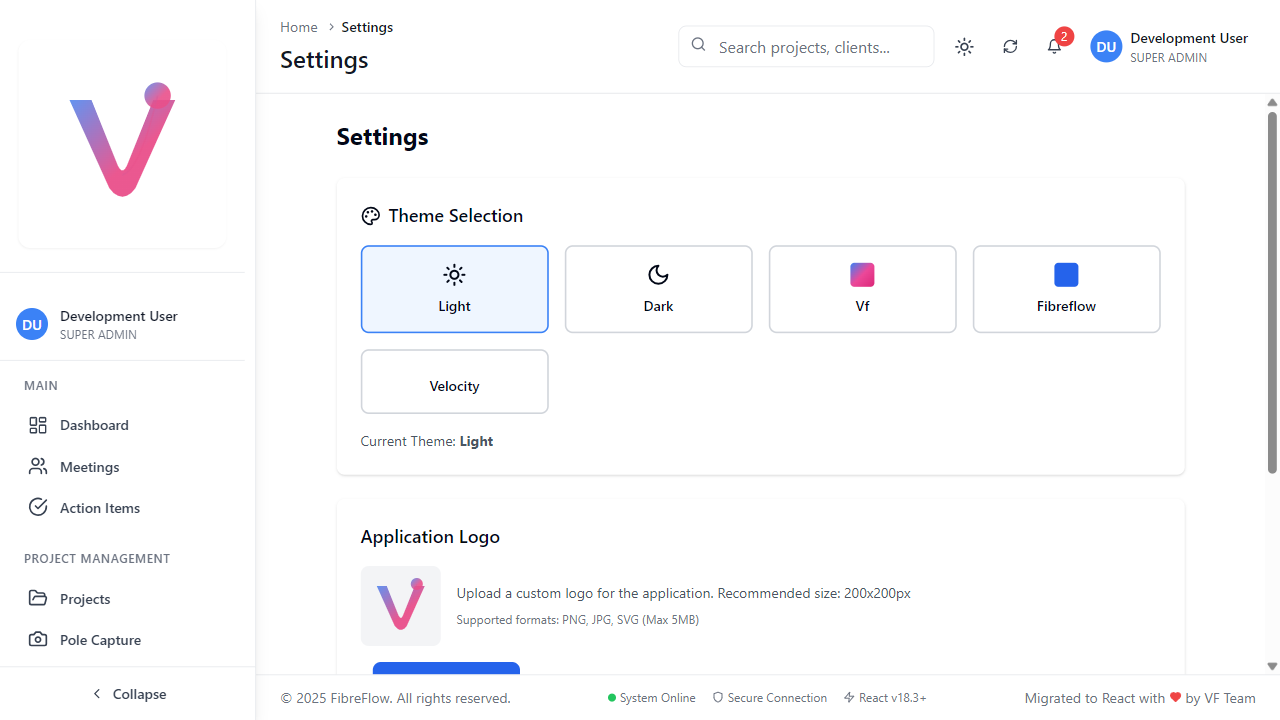 Home > Settings
Settings
Search projects, clients...
2
DU
Development User
SUPER ADMIN
DU
Development User
SUPER ADMIN
MAIN
Dashboard
Meetings
Action Items
PROJECT MANAGEMENT
Projects
Pole Capture
Collapse
Settings
Theme Selection
Light
Dark
Vf
Fibreflow
Velocity
Current Theme: Light
Application Logo
Upload a custom logo for the application. Recommended size: 200x200px
Supported formats: PNG, JPG, SVG (Max 5MB)
© 2025 FibreFlow. All rights reserved.
System Online
Secure Connection
React v18.3+
Migrated to React with ❤ by VF Team